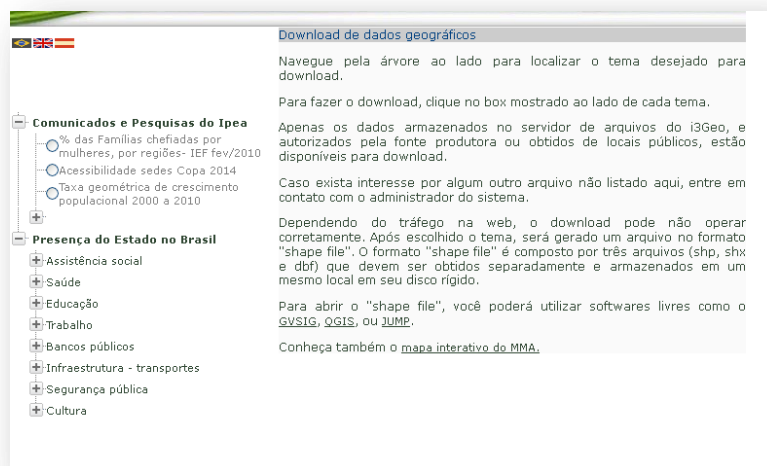 Comunicados e Pesquisas do Ipea
% das Famílias chefiadas por
mulheres, por regiões- IEF fev/2010
Acessibilidade sedes Copa 2014
Taxa geométrica de crescimento
populacional 2000 a 2010
Presença do Estado no Brasil
Assistência social
Saúde
Educação
Trabalho
Bancos públicos
Infraestrutura - transportes
Segurança pública
Cultura
Download de dados geográficos
Navegue pela árvore ao lado para localizar o tema desejado para
download.
Para fazer o download, clique no box mostrado ao lado de cada tema.
Apenas os dados armazenados no servidor de arquivos do i3Geo, e
autorizados pela fonte produtora ou obtidos de locais públicos, estão
disponíveis para download.
Caso exista interesse por algum outro arquivo não listado aqui, entre em
contato com o administrador do sistema.
Dependendo do tráfego na web, o download pode não operar
corretamente. Após escolhido o tema, será gerado um arquivo no formato
"shape file". O formato "shape file" é composto por três arquivos (shp, shx
e dbf) que devem ser obtidos separadamente e armazenados em um
mesmo local em seu disco rígido.
Para abrir o "shape file", você poderá utilizar softwares livres como o
GVSIG, QGIS, ou JUMP.
Conheça também o mapa interativo do MMA.